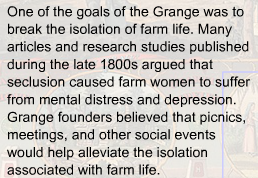 One of the goals of the Grange was to
break the isolation of farm life. Many
articles and research studies published
during the late 1800s argued that
seclusion caused farm women to suffer
from mental distress and depression.
Grange founders believed that picnics,
meetings, and other social events
would help alleviate the isolation
associated with farm life.